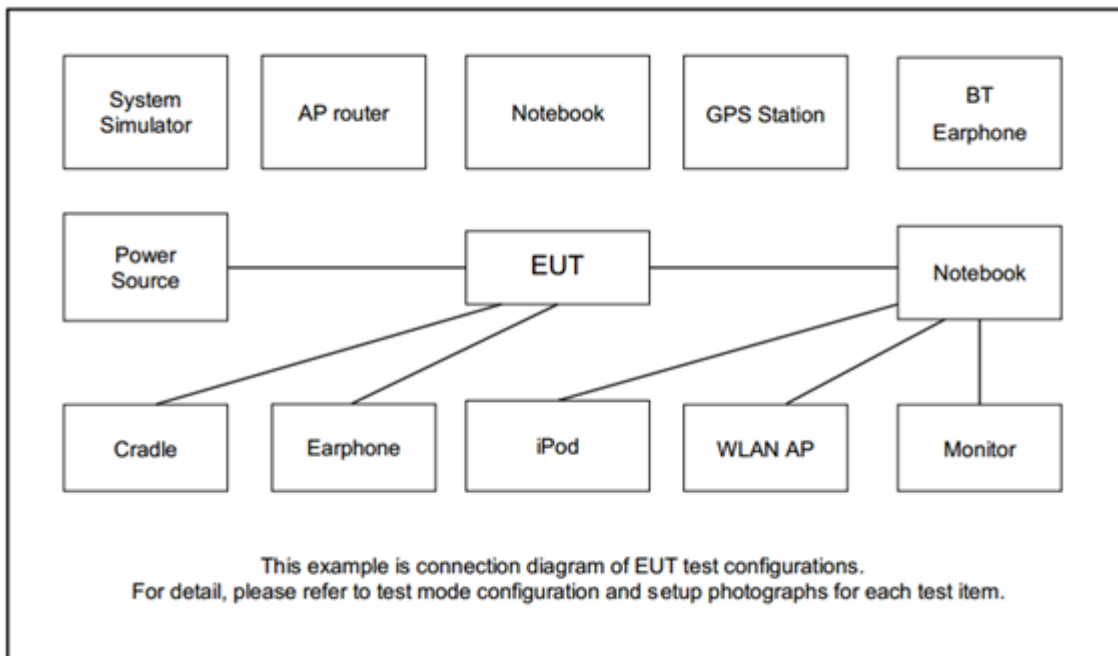 System
Simulator
AP router
Notebook
GPS Station
BT
Earphone
Power
Source
EUT
Notebook
Cradle
Earphone
iPod
WLAN AP
Monitor
This example is connection diagram of EUT test configurations.
For detail, please refer to test mode configuration and setup photographs for each test item.